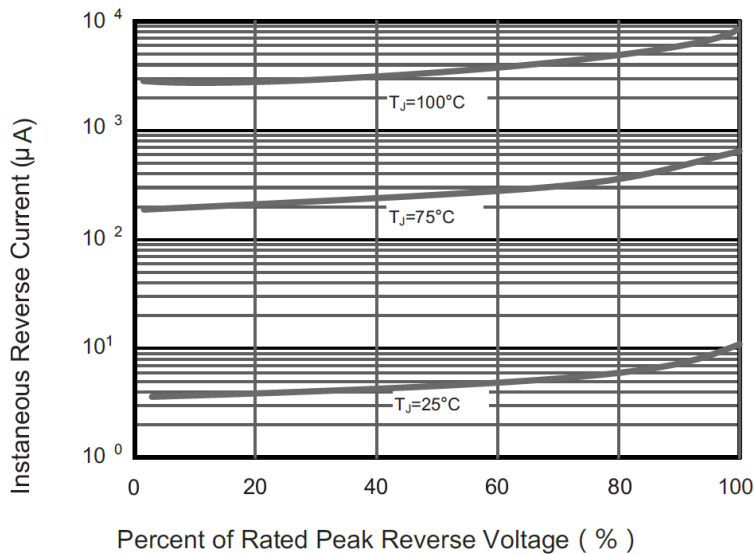 Instaneous Reverse Current (μ A)
10 4
10 3
10 2
10 1
10 0
TJ=100°C
TJ=75°C
TJ=25°C
0 20 40 60 80 100
Percent of Rated Peak Reverse Voltage ( % )